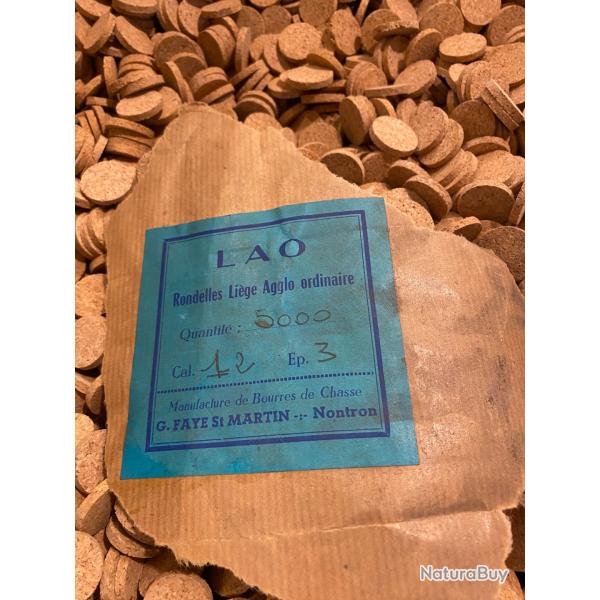 LAO
Rondelles Liège Agglo ordinaire
Quantité : 5000
Cal. 12 Ep. 3
Manufacture de Bourres de Chasse
G. FAYE St MARTIN -:- Nontron
NaturaBuy